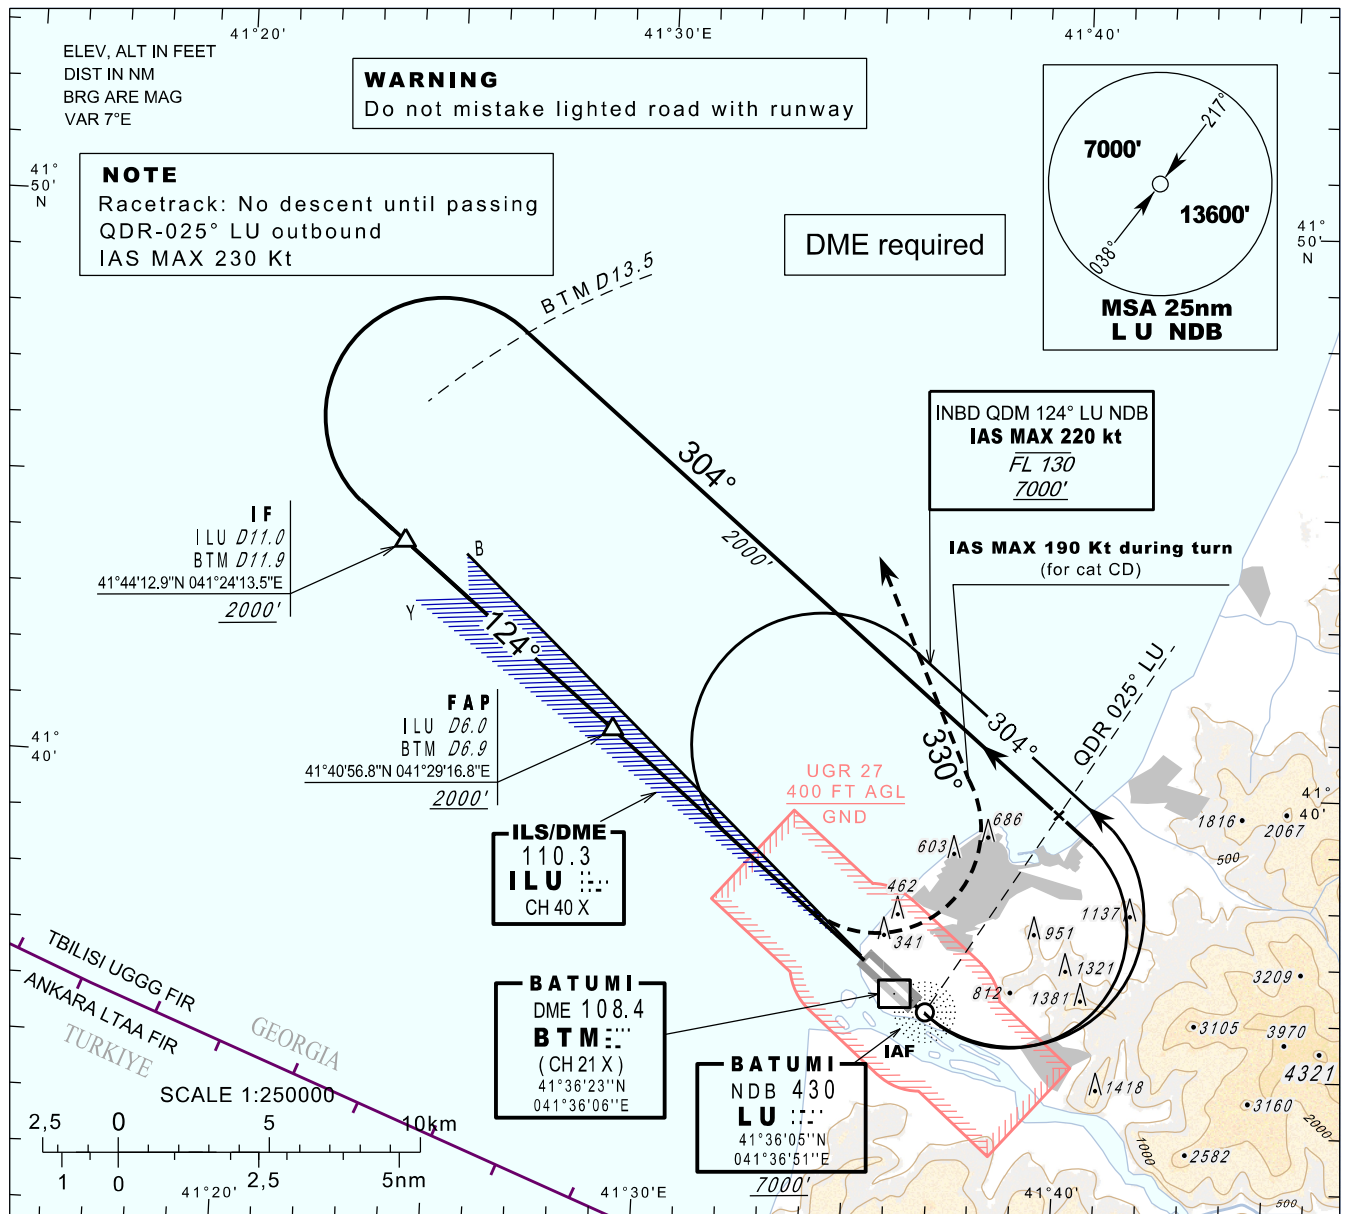 41°20'
41°30'E
41°40'
ELEV, ALT IN FEET
DIST IN NM
BRG ARE MAG
VAR 7°E
WARNING
Do not mistake lighted road with runway
NOTE
Racetrack: No descent until passing
QDR-025° LU outbound
IAS MAX 230 Kt
41°
50'
N
DME required
217°
7000'
13600'
038°
MSA 25nm
L U NDB
41°
50'
N
BTM D13.5
INBD QDM 124° LU NDB
IAS MAX 220 kt
FL 130
7000'
304°
2000'
IAS MAX 190 Kt during turn
(for cat CD)
IF
ILU D11.0
BTM D11.9
41°44'12.9"N 041°24'13.5"E
2000'
B
Y
124°
FAP
ILU D6.0
BTM D6.9
41°40'56.8"N 041°29'16.8"E
2000'
304°
330°
QDR 025° LU
41°
40'
41°
40'
UGR 27
400 FT AGL
GND
ILS/DME
110.3
ILU
CH 40 X
686
603
462
341
1816
2067
500
1137
951
1321
812
1381
3209
3105
3970
4321
1418
3160
2000
1000
2582
500
TBILISI UGGG FIR
ANKARA LTAA FIR
GEORGIA
TURKIYE
BATUMI
DME 108.4
BTM
(CH 21 X)
41°36'23''N
041°36'06''E
IAF
BATUMI
NDB 430
LU
41°36'05''N
041°36'51''E
7000'
SCALE 1:250000
2,5 0 5 10km
1 0 2,5 5nm
41°20'
41°30'E
41°40'